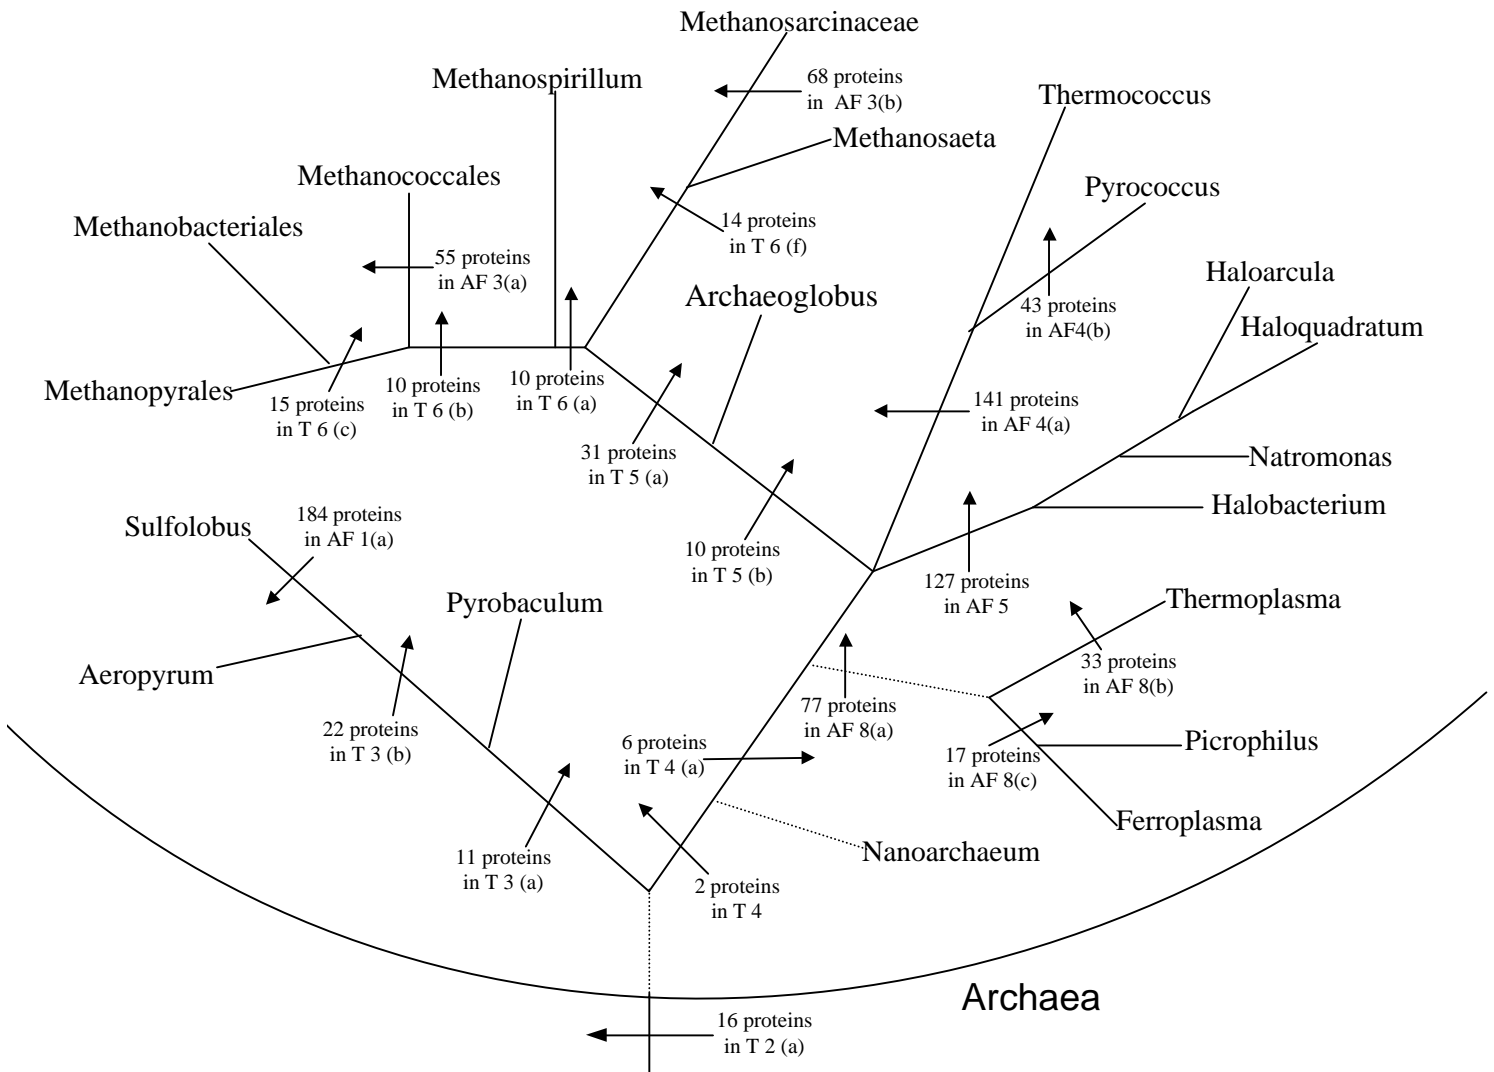 Methanosarcinaceae
Methanospirillum
68 proteins
in AF 3(b)
Thermococcus
Methanosaeta
Methanococcales
Pyrococcus
Methanobacteriales
14 proteins
in T 6 (f)
55 proteins
in AF 3(a)
Haloarcula
Archaeoglobus
43 proteins
in AF4(b)
Haloquadratum
Methanopyrales
15 proteins
in T 6 (c)
10 proteins
in T 6 (b)
10 proteins
in T 6 (a)
141 proteins
in AF 4(a)
31 proteins
in T 5 (a)
Natromonas
Halobacterium
Sulfolobus
184 proteins
in AF 1(a)
10 proteins
in T 5 (b)
127 proteins
in AF 5
Pyrobaculum
Thermoplasma
Aeropyrum
33 proteins
in AF 8(b)
22 proteins
in T 3 (b)
77 proteins
in AF 8(a)
6 proteins
in T 4 (a)
17 proteins
in AF 8(c)
Picrophilus
Ferroplasma
Nanoarchaeum
11 proteins
in T 3 (a)
2 proteins
in T 4
Archaea
16 proteins
in T 2 (a)